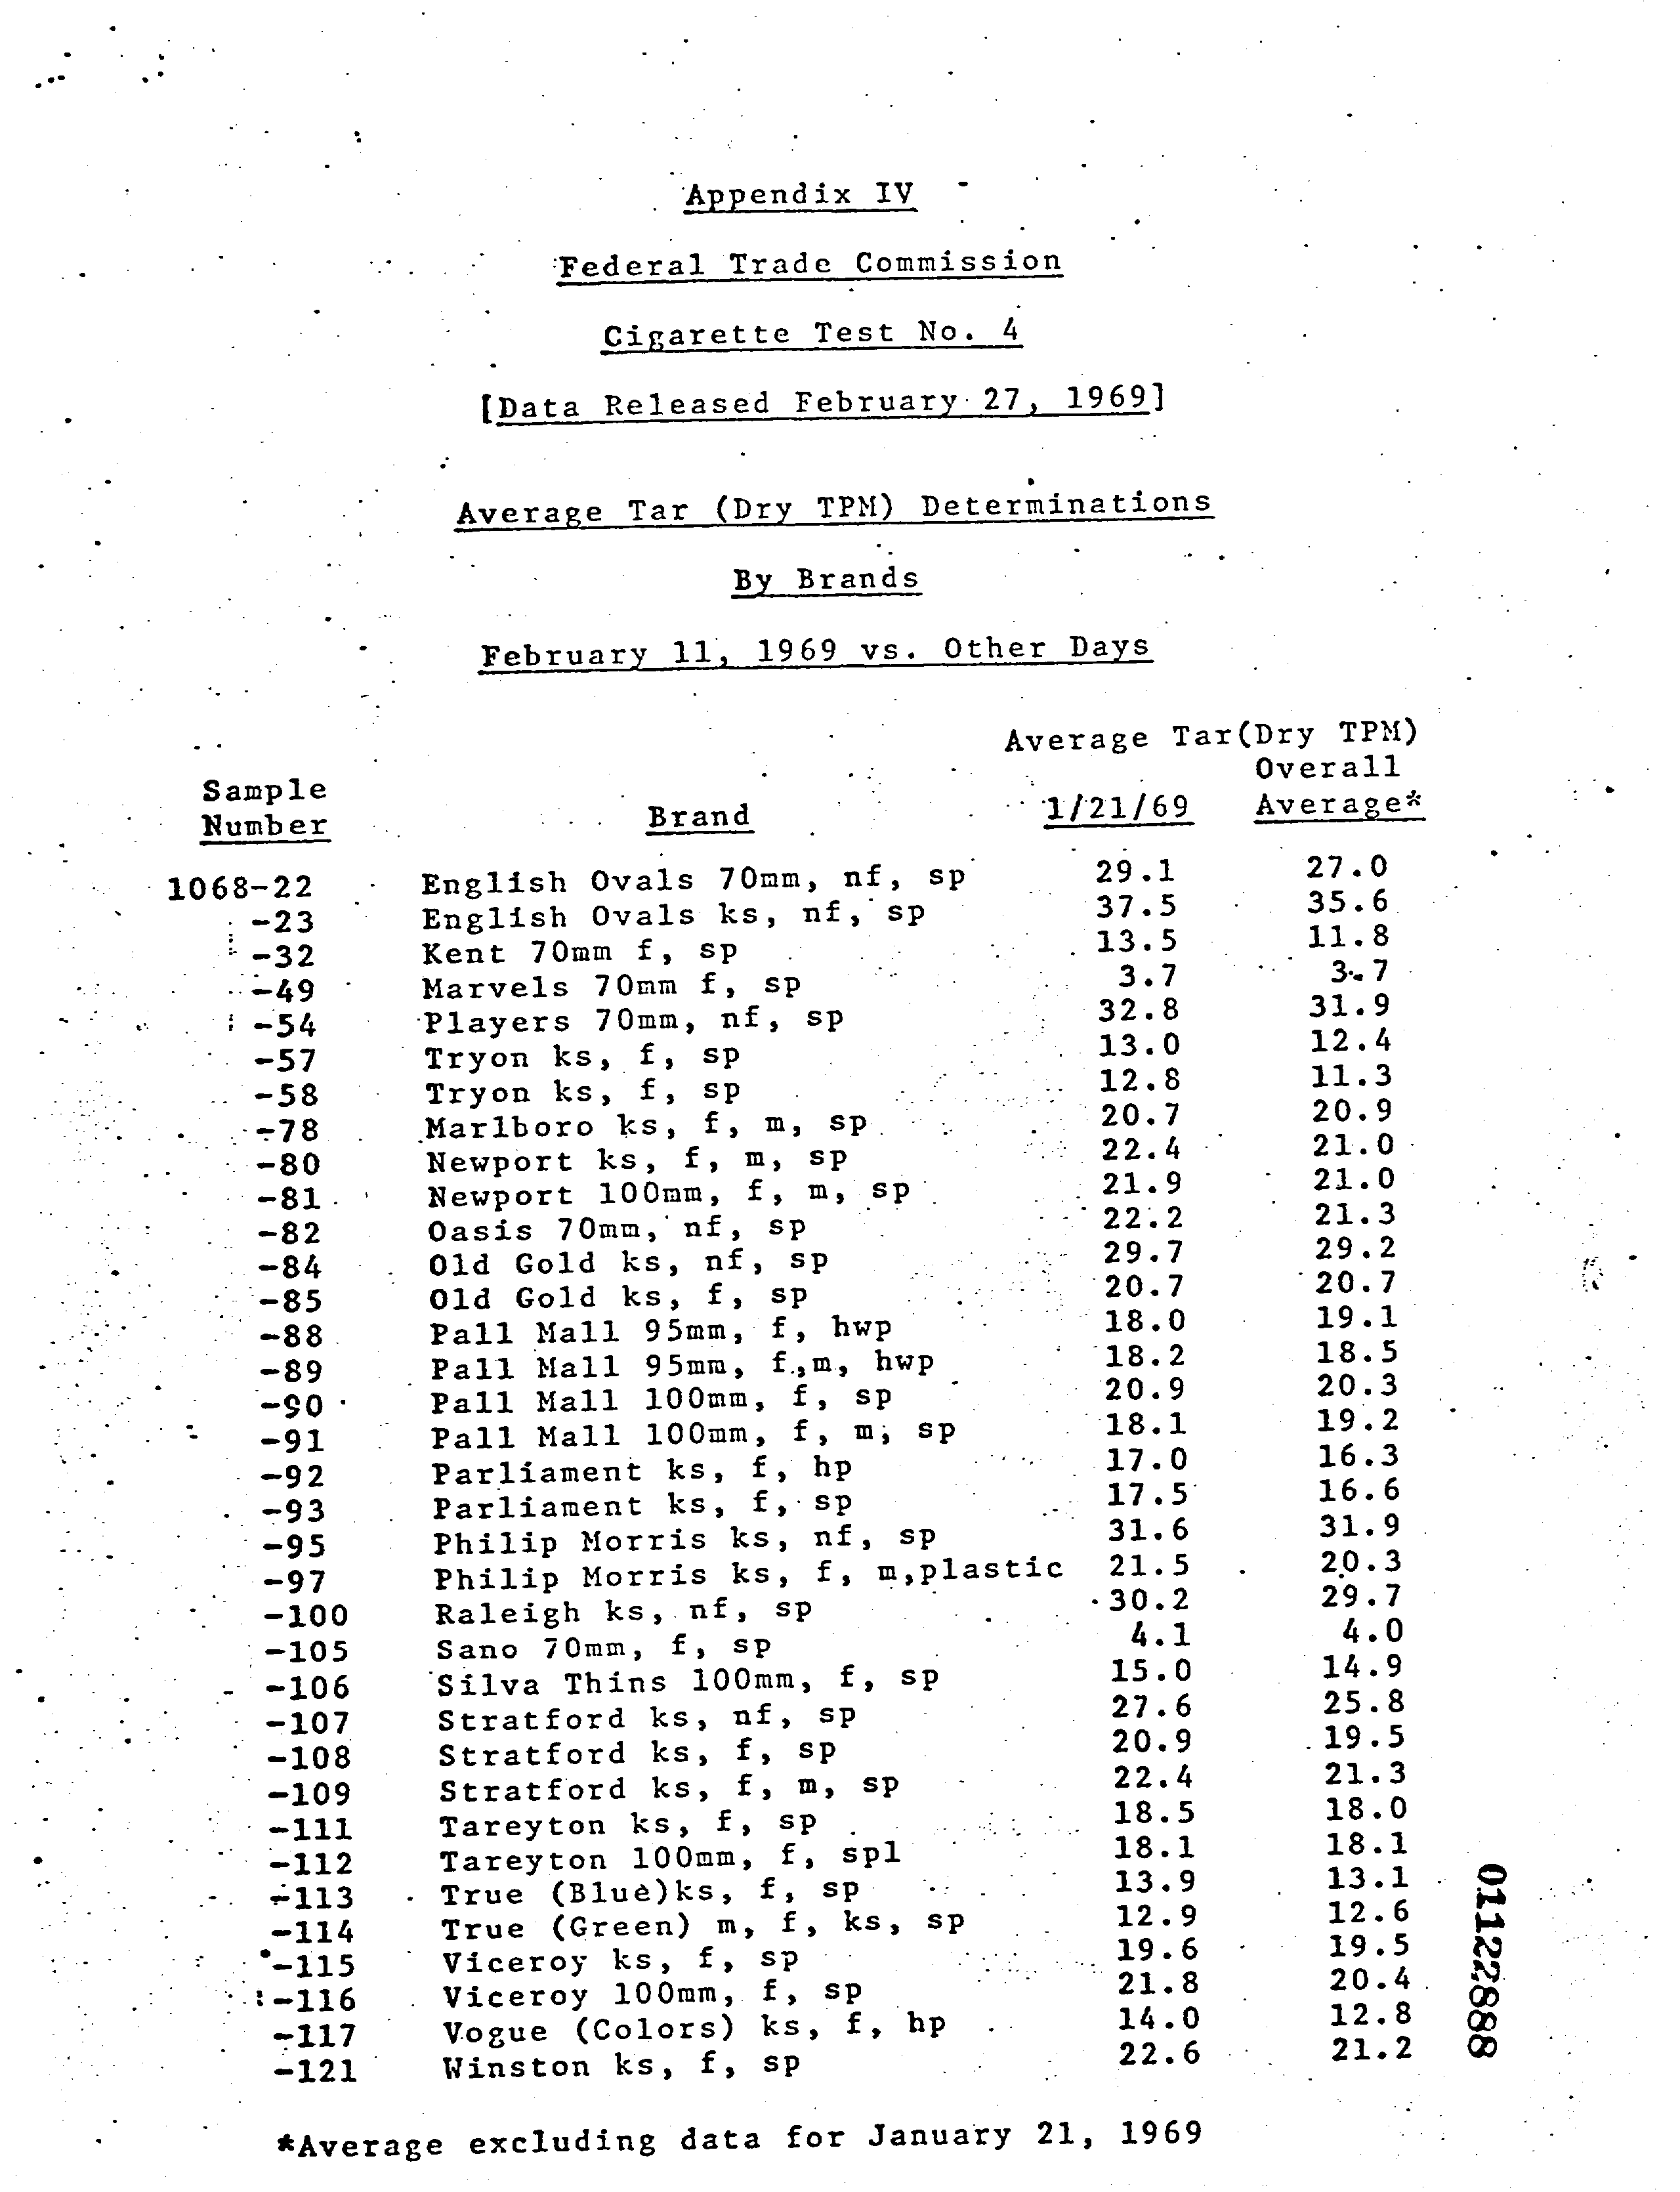 Appendix IV
Federal Trade Commission
Cigarette Test No. 4
[Data Released February 27, 1969]
Average Tar (Dry TPM) Determinations
By Brands
February 11, 1969 vs. Other Days
Average Tar(Dry TPM)
Sample Number Brand 1/21/69 Overall Average*
1068-22 English Ovals 70mm, nf, sp 29.1 27.0
-23 English Ovals ks, nf, sp 37.5 35.6
-32 Kent 70mm f, sp 13.5 11.8
-49 Marvels 70mm f, sp 3.7 3.7
-54 Players 70mm, nf, sp 32.8 31.9
-57 Tryon ks, f, sp 13.0 12.4
-58 Tryon ks, f, sp 12.8 11.3
-78 Marlboro ks, f, m, sp 20.7 20.9
-80 Newport ks, f, m, sp 22.4 21.0
-81 Newport 100mm, f, m, sp 21.9 21.0
-82 Oasis 70mm, nf, sp 22.2 21.3
-84 Old Gold ks, nf, sp 29.7 29.2
-85 Old Gold ks, f, sp 20.7 20.7
-88 Pall Mall 95mm, f, hwp 18.0 19.1
-89 Pall Mall 95mm, f,m, hwp 18.2 18.5
-90 Pall Mall 100mm, f, sp 20.9 20.3
-91 Pall Mall 100mm, f, m, sp 18.1 19.2
-92 Parliament ks, f, hp 17.0 16.3
-93 Parliament ks, f, sp 17.5 16.6
-95 Philip Morris ks, nf, sp 31.6 31.9
-97 Philip Morris ks, f, m,plastic 21.5 20.3
-100 Raleigh ks, nf, sp 30.2 29.7
-105 Sano 70mm, f, sp 4.1 4.0
-106 Silva Thins 100mm, f, sp 15.0 14.9
-107 Stratford ks, nf, sp 27.6 25.8
-108 Stratford ks, f, sp 20.9 19.5
-109 Stratford ks, f, m, sp 22.4 21.3
-111 Tareyton ks, f, sp 18.5 18.0
-112 Tareyton 100mm, f, spl 18.1 18.1
-113 True (Blue)ks, f, sp 13.9 13.1
-114 True (Green) m, f, ks, sp 12.9 12.6
-115 Viceroy ks, f, sp 19.6 19.5
-116 Viceroy 100mm, f, sp 21.8 20.4
-117 Vogue (Colors) ks, f, hp 14.0 12.8
-121 Winston ks, f, sp 22.6 21.2
*Average excluding data for January 21, 1969
01122888